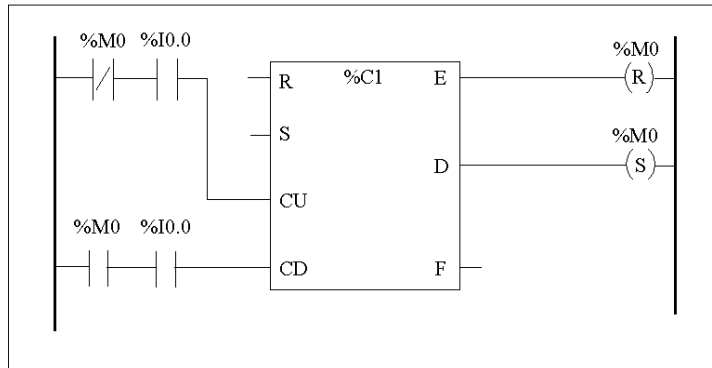 %M0 %I0.0
%M0
R %C1 E (R)
%M0
S
D (S)
CU
%M0 %I0.0
CD F